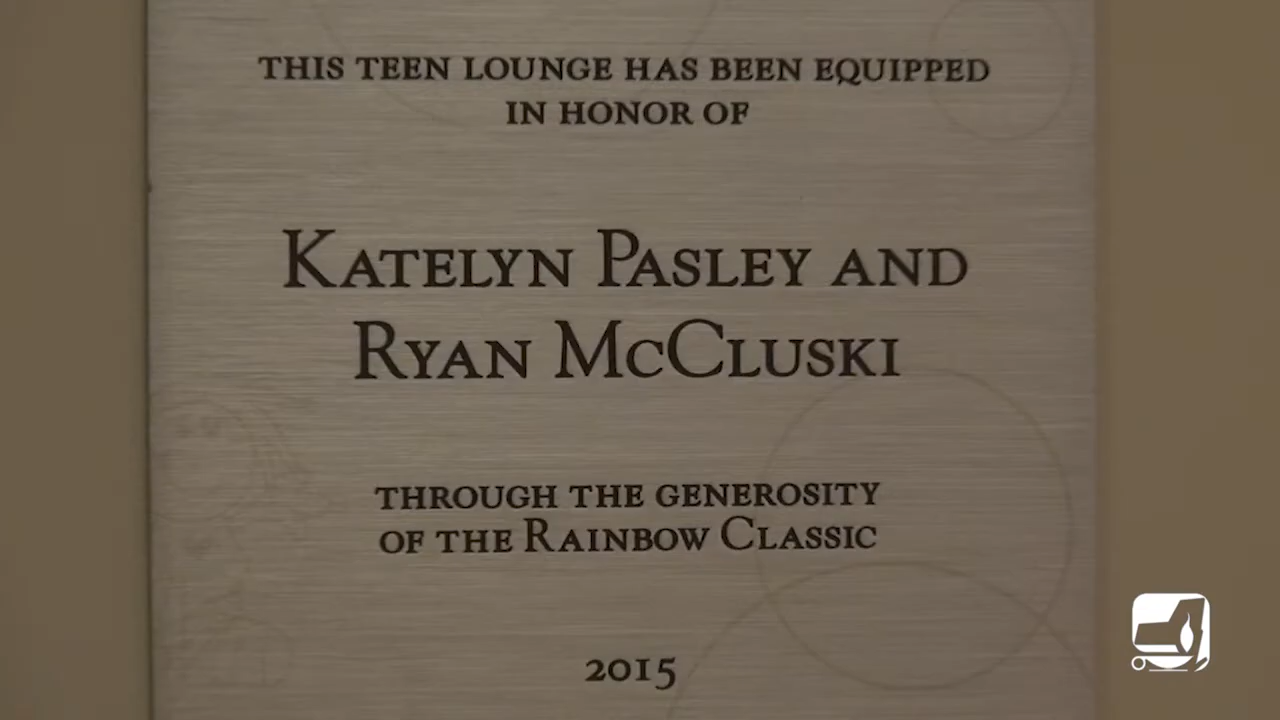 THIS TEEN LOUNGE HAS BEEN EQUIPPED
IN HONOR OF
KATELYN PASLEY AND
RYAN MCCLUSKI
THROUGH THE GENEROSITY
OF THE RAINBOW CLASSIC
2015